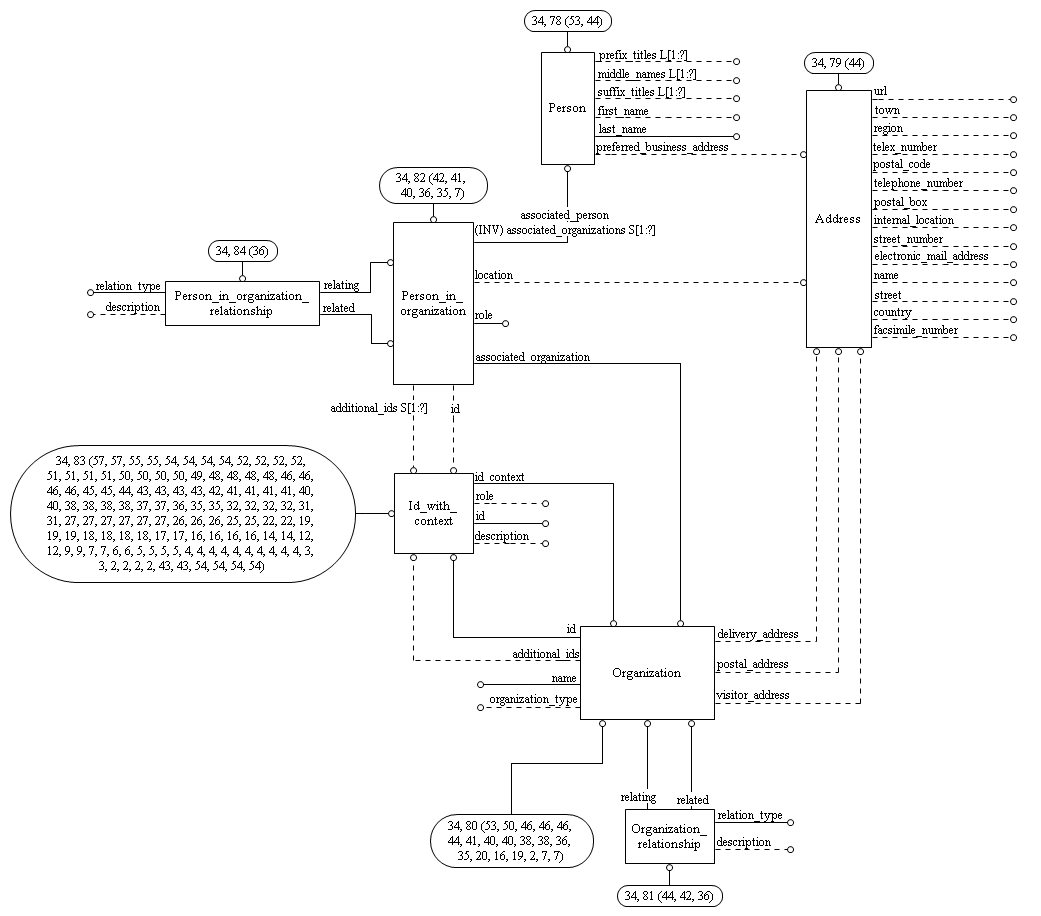 34, 78 (53, 44)
prefix_titles L[1:?]
middle_names L[1:?]
suffix_titles L[1:?]
first_name
last_name
preferred_business_address
Person
34, 79 (44)
url
town
region
telex_number
postal_code
telephone_number
postal_box
internal_location
street_number
electronic_mail_address
name
street
country
facsimile_number
Address
34, 82 (42, 41,
40, 36, 35, 7)
associated_person
(INV) associated_organizations S[1:?]
location
role
associated_organization
Person_in_
organization
34, 84 (36)
relation_type
description
Person_in_organization_
relationship
relating
related
additional_ids S[1:?]
id
34, 83 (57, 57, 55, 55, 54, 54, 54, 54, 52, 52, 52, 52,
51, 51, 51, 51, 50, 50, 50, 50, 49, 48, 48, 48, 48, 46, 46,
46, 46, 45, 45, 44, 43, 43, 43, 43, 42, 41, 41, 41, 41, 40,
40, 38, 38, 38, 38, 37, 37, 36, 35, 35, 32, 32, 32, 32, 31,
31, 27, 27, 27, 27, 27, 27, 26, 26, 26, 25, 25, 22, 22, 19,
19, 19, 18, 18, 18, 18, 17, 17, 16, 16, 16, 16, 14, 14, 12,
12, 9, 9, 7, 7, 6, 6, 5, 5, 5, 5, 4, 4, 4, 4, 4, 4, 4, 4, 4, 3,
3, 2, 2, 2, 2, 43, 43, 54, 54, 54, 54)
Id_with_
context
id_context
role
id
description
id
additional_ids
name
organization_type
Organization
delivery_address
postal_address
visitor_address
relating
related
34, 80 (53, 50, 46, 46, 46,
44, 41, 40, 40, 38, 38, 36,
35, 20, 16, 19, 2, 7, 7)
Organization_
relationship
relation_type
description
34, 81 (44, 42, 36)